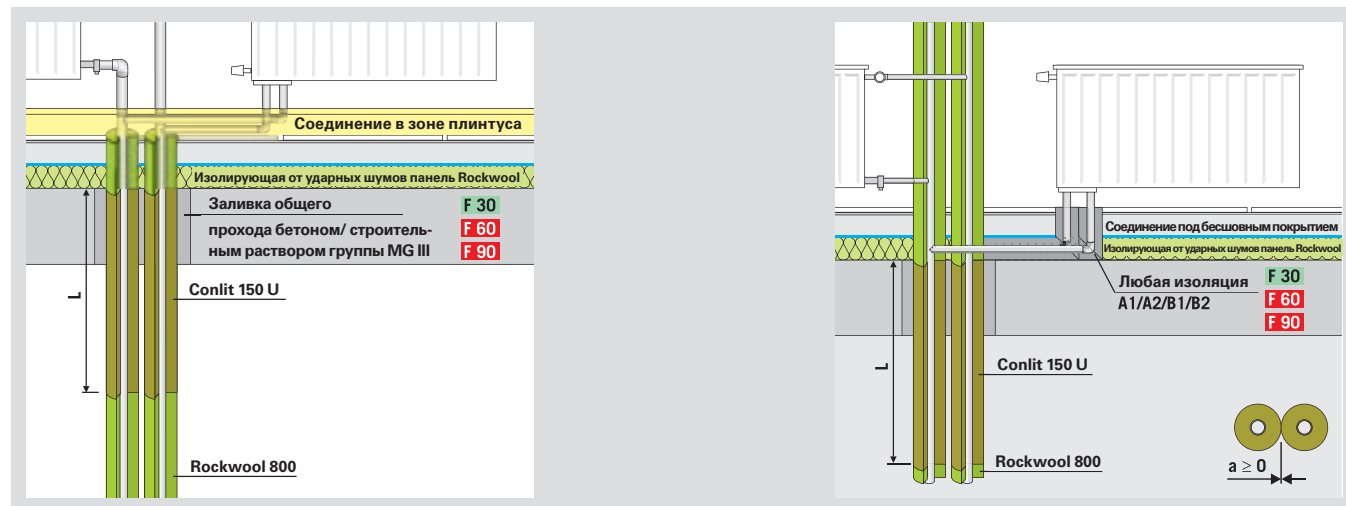 Соединение в зоне плинтуса
Изолирующая от ударных шумов панель Rockwool
Заливка общего
прохода бетоном/ строитель-
ным раствором группы MG III
F 30
F 60
F 90
Conlit 150 U
L
Rockwool 800
Соединение под бесшовным покрытием
Изолирующая от ударных шумов панель Rockwool
Любая изоляция
A1/A2/B1/B2
F 30
F 60
F 90
L
Conlit 150 U
Rockwool 800
a ≥ 0